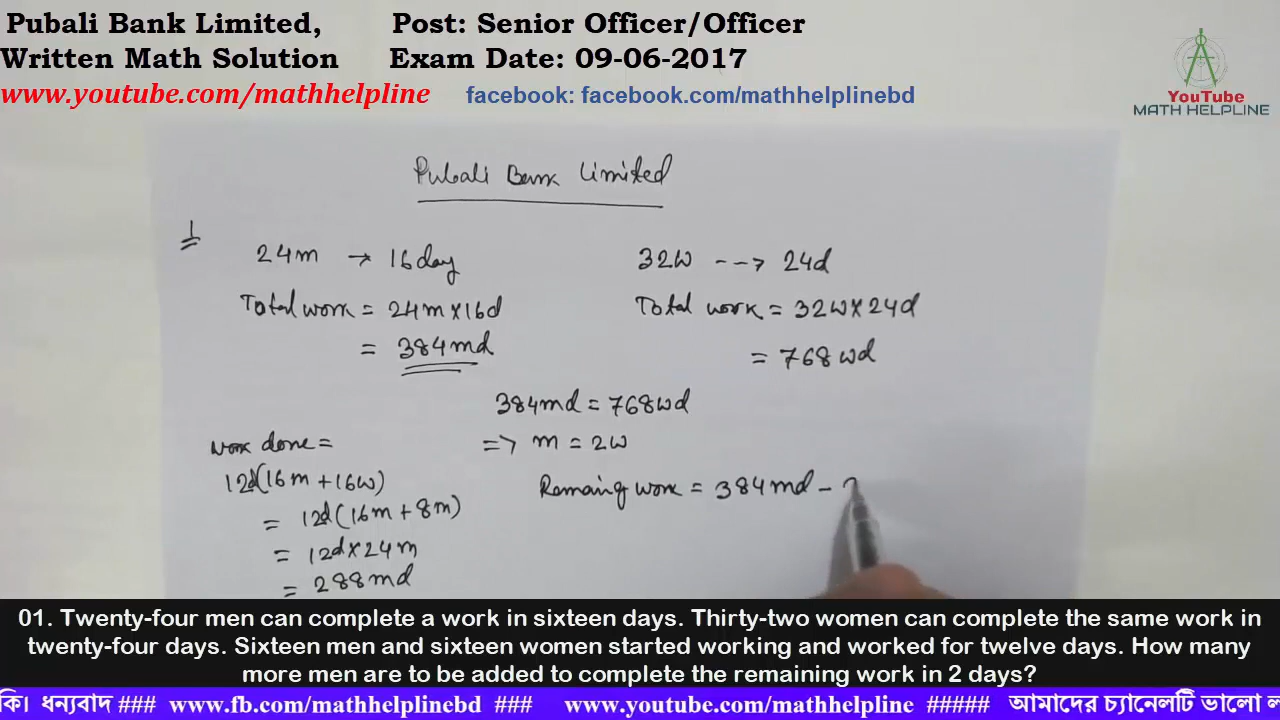 Pubali Bank Limited, Post: Senior Officer/Officer
Written Math Solution Exam Date: 09-06-2017
www.youtube.com/mathhelpline facebook: facebook.com/mathhelplinebd
YouTube
MATH HELPLINE
Pubali Bank Limited
1
24m → 16day
Total work = 24m×16d
= 384md
32w --→ 24d
Total work = 32w×24d
= 768wd
384md = 768wd
=> m = 2w
work done =
12d(16m + 16w)
= 12d(16m + 8m)
= 12d×24m
= 288md
Remaing work = 384md -
01. Twenty-four men can complete a work in sixteen days. Thirty-two women can complete the same work in
twenty-four days. Sixteen men and sixteen women started working and worked for twelve days. How many
more men are to be added to complete the remaining work in 2 days?
কি। ধন্যবাদ ### www.fb.com/mathhelplinebd ### www.youtube.com/mathhelpline ##### আমাদের চ্যানেলটি ভালো ল